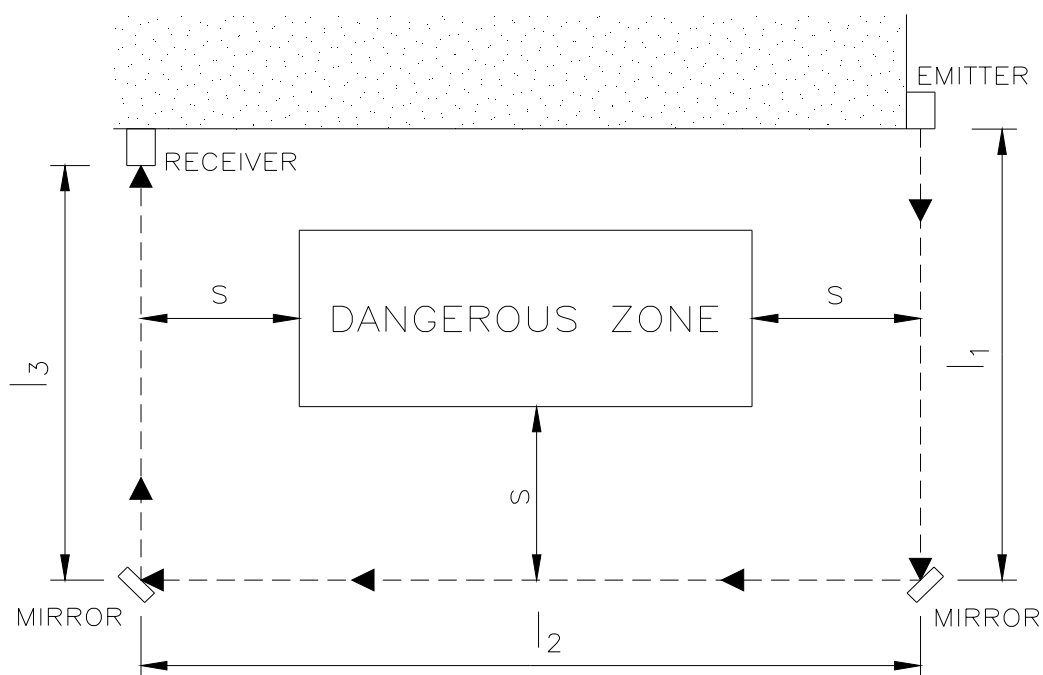 EMITTER
RECEIVER
S
S
DANGEROUS ZONE
l3
l1
S
MIRROR
MIRROR
l2